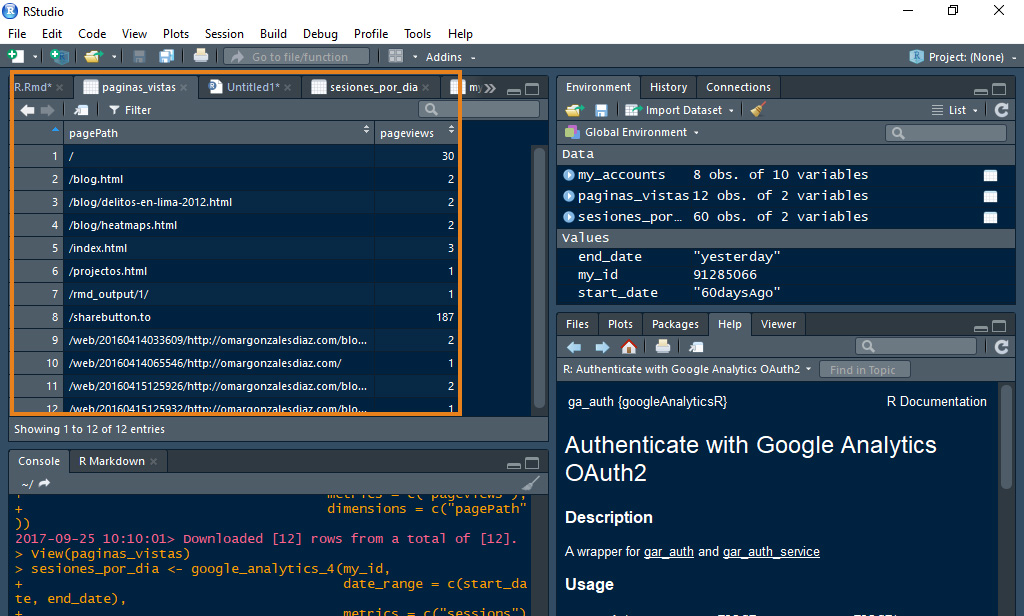 RStudio
File Edit Code View Plots Session Build Debug Profile Tools Help
Go to file/function Addins Project: (None)
R.Rmd* paginas_vistas Untitled1* sesiones_por_dia my
Filter
pagePath pageviews
1 / 30
2 /blog.html 2
3 /blog/delitos-en-lima-2012.html 2
4 /blog/heatmaps.html 2
5 /index.html 3
6 /projectos.html 1
7 /rmd_output/1/ 1
8 /sharebutton.to 187
9 /web/20160414033609/http://omargonzalesdiaz.com/blo... 2
10 /web/20160414065546/http://omargonzalesdiaz.com/ 1
11 /web/20160415125926/http://omargonzalesdiaz.com/blo... 2
12 /web/20160415125932/http://omargonzalesdiaz.com/blo... 1
Showing 1 to 12 of 12 entries
Console R Markdown
~/
+ metrics = c("pageviews"),
+ dimensions = c("pagePath"
))
2017-09-25 10:10:01> Downloaded [12] rows from a total of [12].
> View(paginas_vistas)
> sesiones_por_dia <- google_analytics_4(my_id,
+ date_range = c(start_da
te, end_date),
+ metrics = c("sessions")
Environment History Connections
Import Dataset List
Global Environment
Data
my_accounts 8 obs. of 10 variables
paginas_vistas 12 obs. of 2 variables
sesiones_por… 60 obs. of 2 variables
Values
end_date "yesterday"
my_id 91285066
start_date "60daysAgo"
Files Plots Packages Help Viewer
R: Authenticate with Google Analytics OAuth2 Find in Topic
ga_auth {googleAnalyticsR} R Documentation
Authenticate with Google Analytics
OAuth2
Description
A wrapper for gar_auth and gar_auth_service
Usage